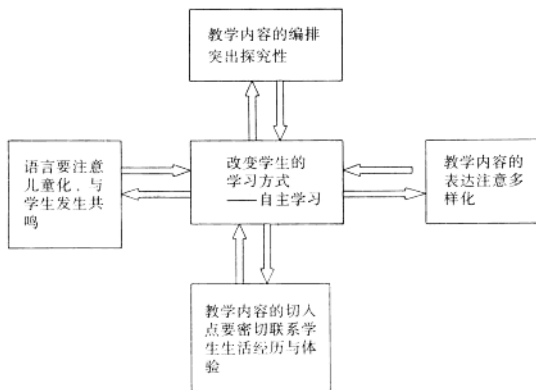 教学内容的编排
突出探究性
语言要注意
儿童化，与
学生发生共
鸣
改变学生的
学习方式
——自主学习
教学内容的
表达注意多
样化
教学内容的切入
点要密切联系学
生生活经历与体
验